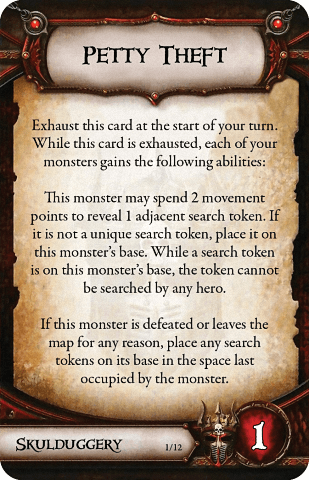 Petty Theft
Exhaust this card at the start of your turn.
While this card is exhausted, each of your
monsters gains the following abilities:
This monster may spend 2 movement
points to reveal 1 adjacent search token. If
it is not a unique search token, place it on
this monster's base. While a search token
is on this monster's base, the token cannot
be searched by any hero.
If this monster is defeated or leaves the
map for any reason, place any search
tokens on its base in the space last
occupied by the monster.
Skulduggery 1/12 1